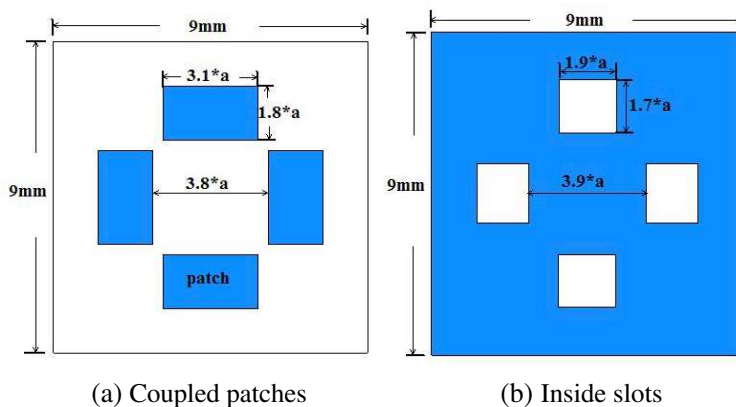 9mm
3.1*a
1.8*a
9mm
3.8*a
patch
(a) Coupled patches
9mm
1.9*a
1.7*a
9mm
3.9*a
(b) Inside slots